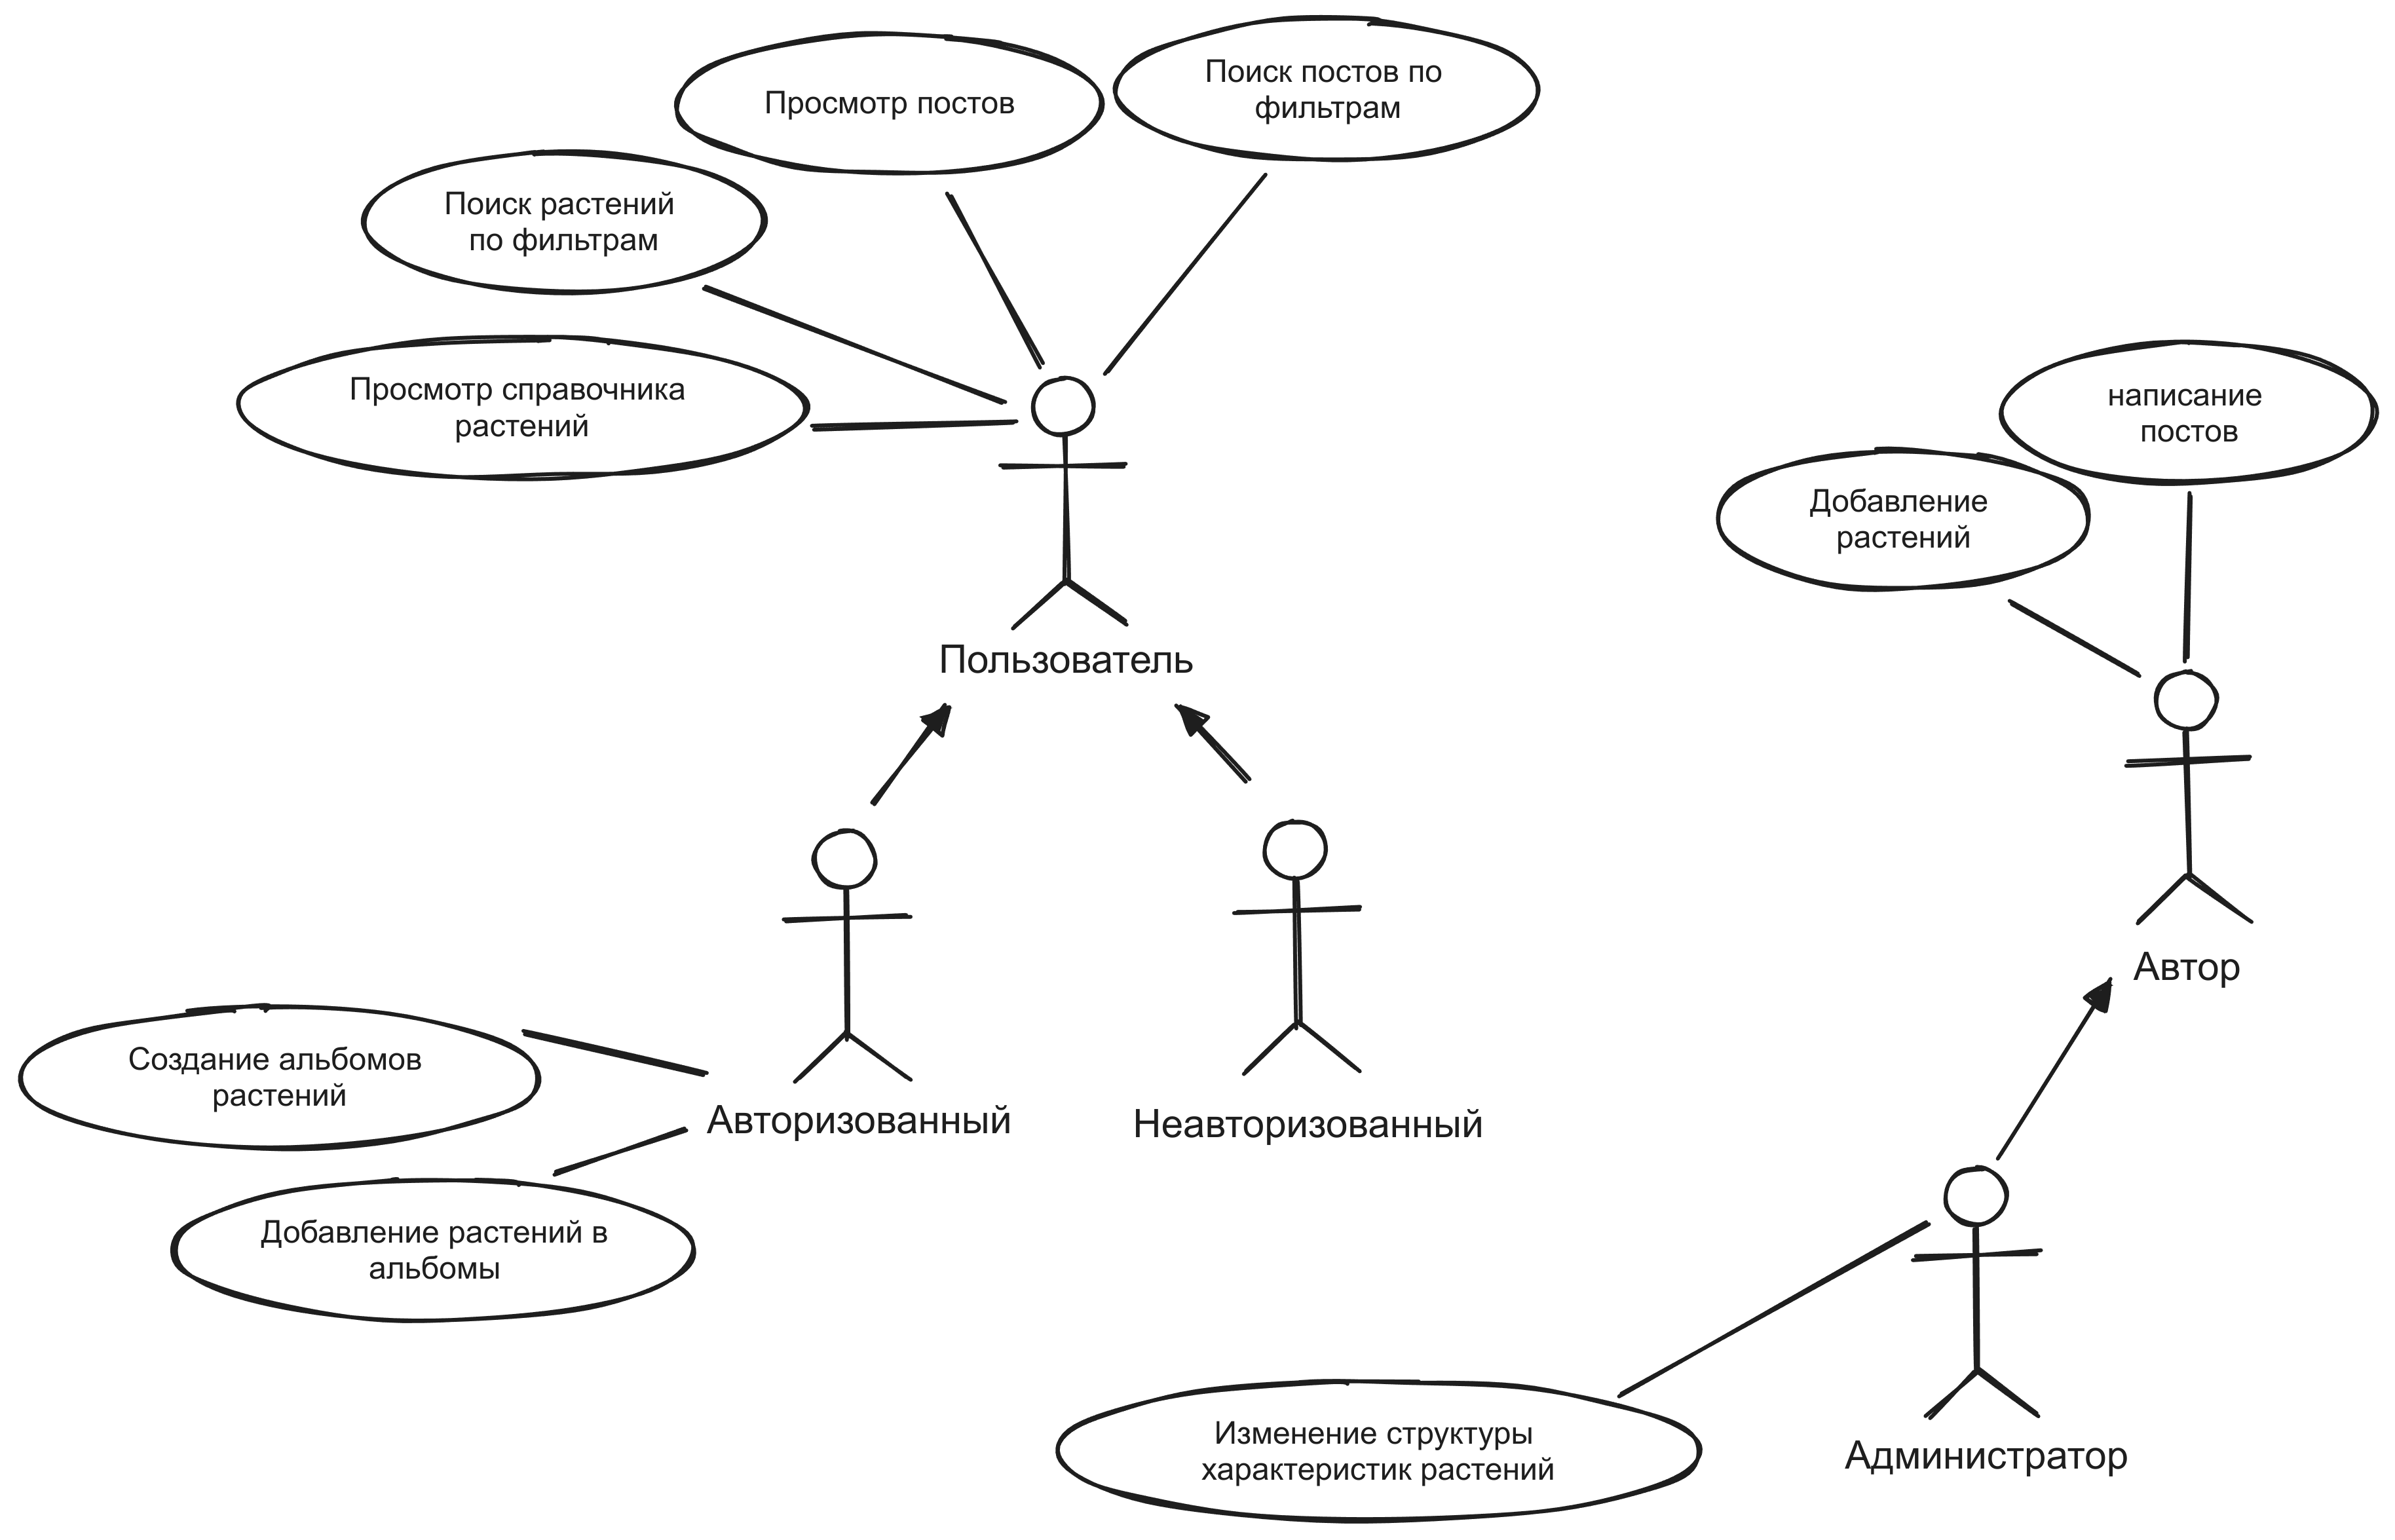 Просмотр постов
Поиск постов по
фильтрам
Поиск растений
по фильтрам
Просмотр справочника
растений
написание
постов
Добавление
растений
Пользователь
Автор
Создание альбомов
растений
Авторизованный
Неавторизованный
Добавление растений в
альбомы
Изменение структуры
характеристик растений
Администратор